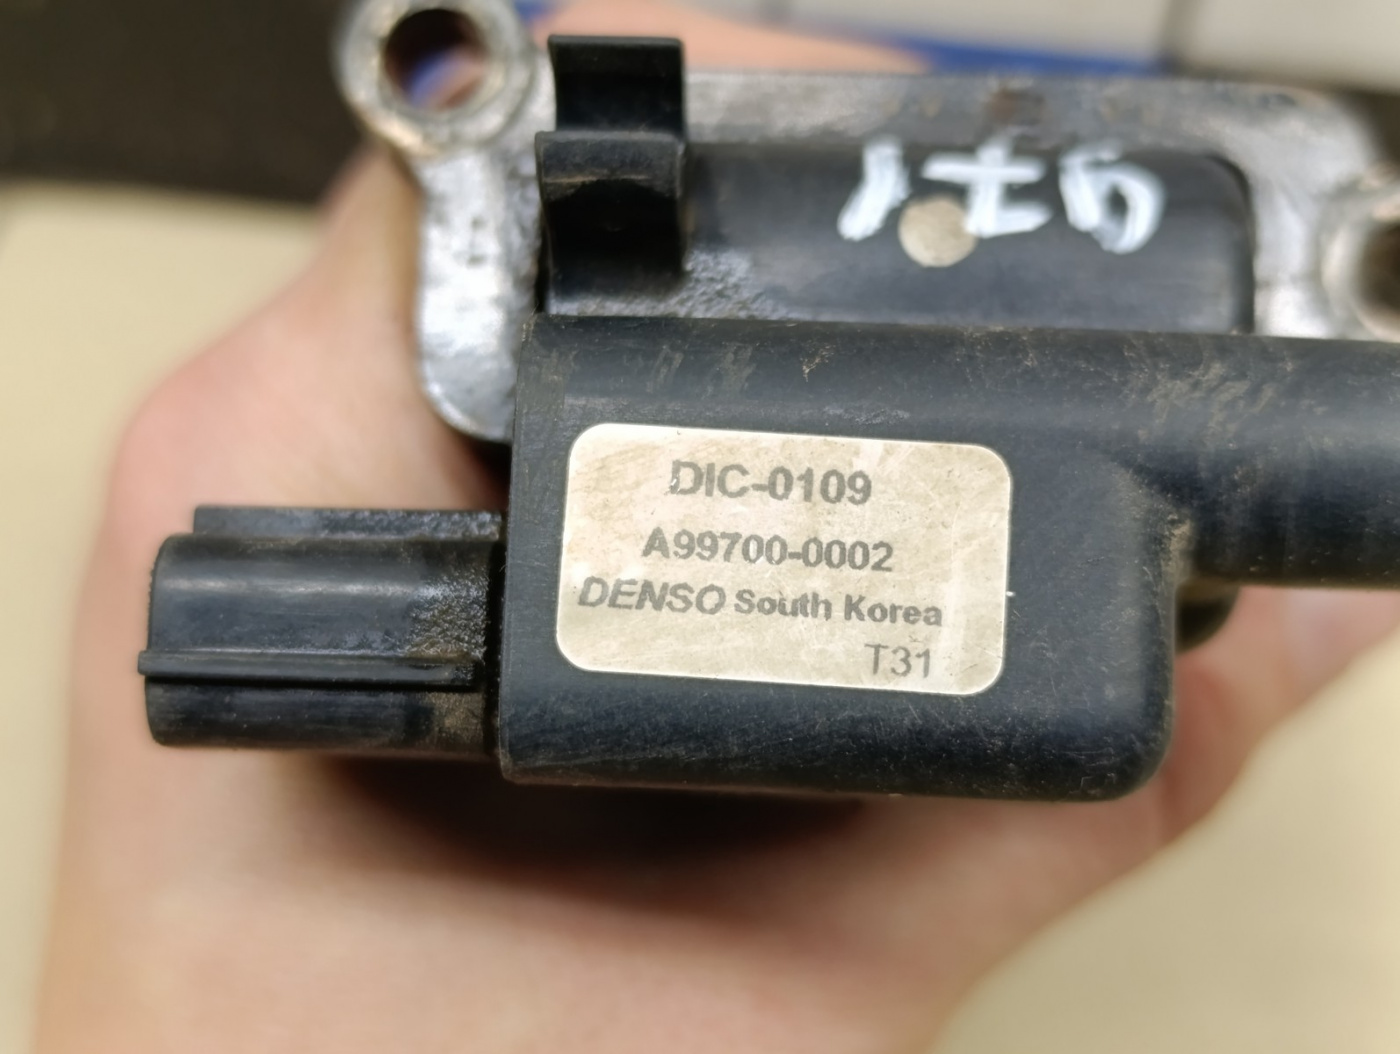 DIC-0109
A99700-0002
DENSO South Korea
T31